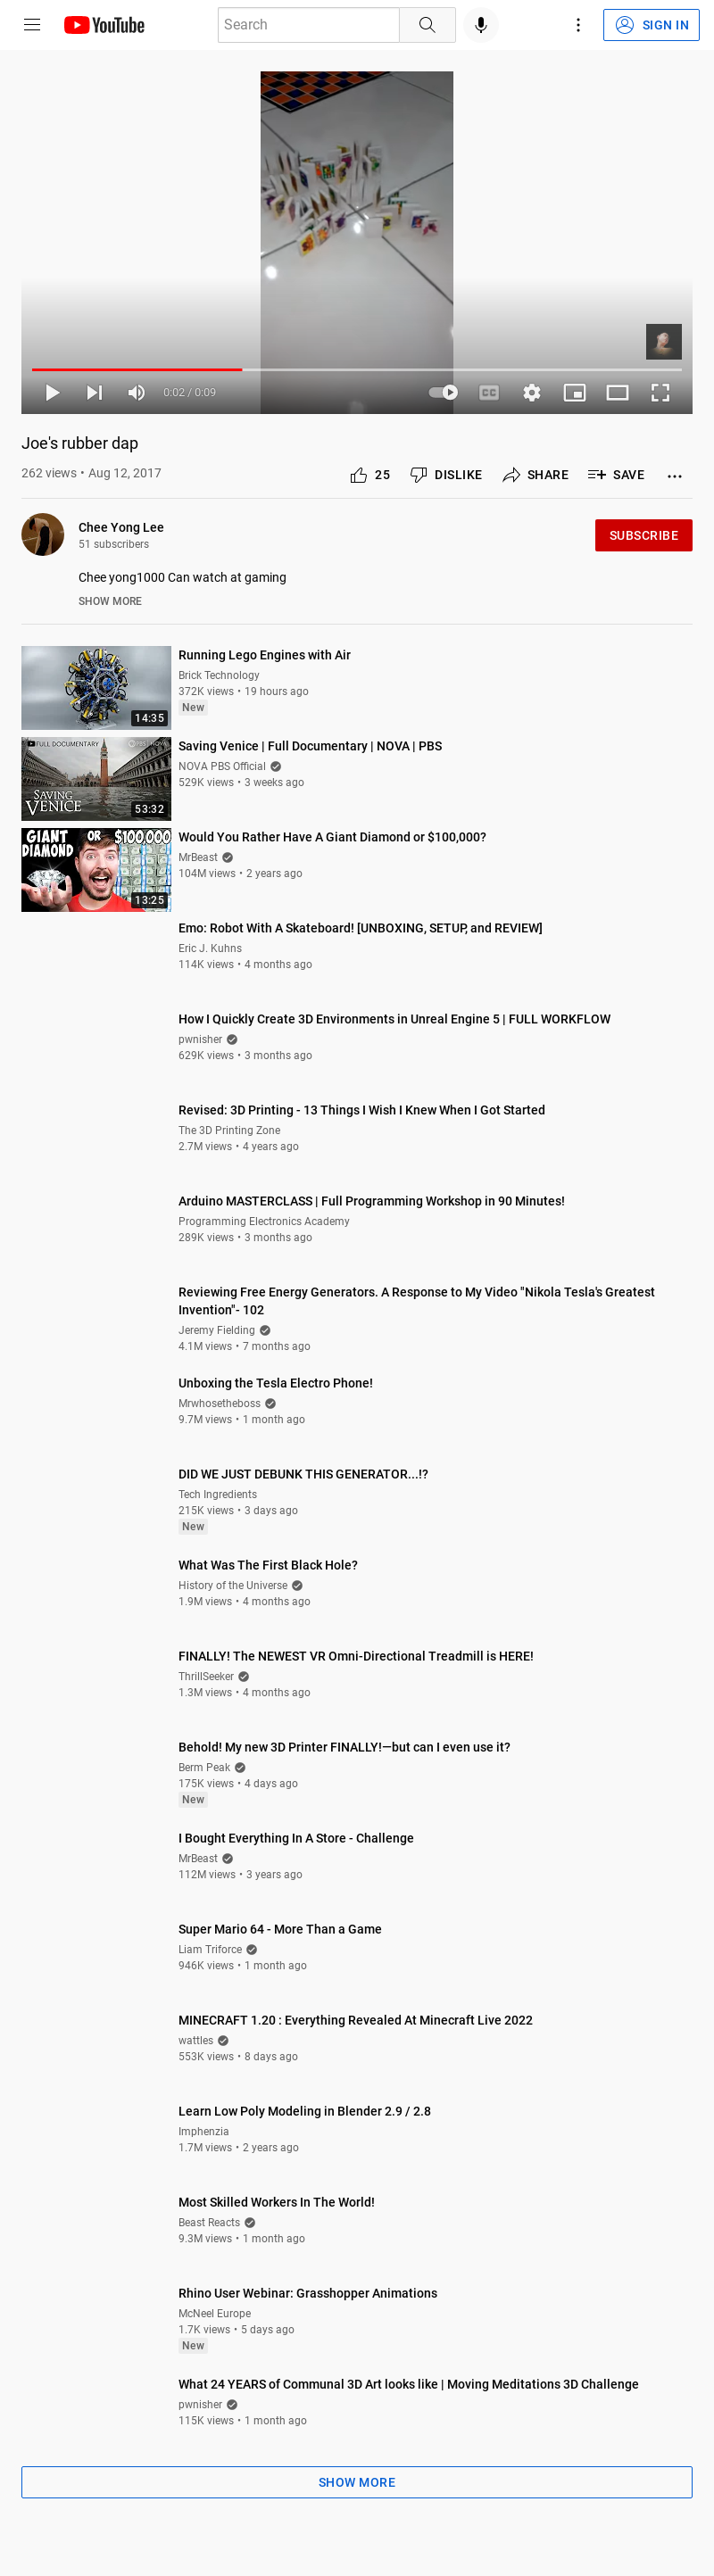 YouTube
Search
SIGN IN
0:02 / 0:09
CC
Joe's rubber dap
262 views • Aug 12, 2017
25
DISLIKE
SHARE
SAVE
Chee Yong Lee
51 subscribers
SUBSCRIBE
Chee yong1000 Can watch at gaming
SHOW MORE
14:35
Running Lego Engines with Air
Brick Technology
372K views • 19 hours ago
New
FULL DOCUMENTARY
SAVING
VENICE
53:32
Saving Venice | Full Documentary | NOVA | PBS
NOVA PBS Official
529K views • 3 weeks ago
GIANT OR $100,000
DIAMOND
13:25
Would You Rather Have A Giant Diamond or $100,000?
MrBeast
104M views • 2 years ago
Emo: Robot With A Skateboard! [UNBOXING, SETUP, and REVIEW]
Eric J. Kuhns
114K views • 4 months ago
How I Quickly Create 3D Environments in Unreal Engine 5 | FULL WORKFLOW
pwnisher
629K views • 3 months ago
Revised: 3D Printing - 13 Things I Wish I Knew When I Got Started
The 3D Printing Zone
2.7M views • 4 years ago
Arduino MASTERCLASS | Full Programming Workshop in 90 Minutes!
Programming Electronics Academy
289K views • 3 months ago
Reviewing Free Energy Generators. A Response to My Video "Nikola Tesla's Greatest
Invention"- 102
Jeremy Fielding
4.1M views • 7 months ago
Unboxing the Tesla Electro Phone!
Mrwhosetheboss
9.7M views • 1 month ago
DID WE JUST DEBUNK THIS GENERATOR...!?
Tech Ingredients
215K views • 3 days ago
New
What Was The First Black Hole?
History of the Universe
1.9M views • 4 months ago
FINALLY! The NEWEST VR Omni-Directional Treadmill is HERE!
ThrillSeeker
1.3M views • 4 months ago
Behold! My new 3D Printer FINALLY!—but can I even use it?
Berm Peak
175K views • 4 days ago
New
I Bought Everything In A Store - Challenge
MrBeast
112M views • 3 years ago
Super Mario 64 - More Than a Game
Liam Triforce
946K views • 1 month ago
MINECRAFT 1.20 : Everything Revealed At Minecraft Live 2022
wattles
553K views • 8 days ago
Learn Low Poly Modeling in Blender 2.9 / 2.8
Imphenzia
1.7M views • 2 years ago
Most Skilled Workers In The World!
Beast Reacts
9.3M views • 1 month ago
Rhino User Webinar: Grasshopper Animations
McNeel Europe
1.7K views • 5 days ago
New
What 24 YEARS of Communal 3D Art looks like | Moving Meditations 3D Challenge
pwnisher
115K views • 1 month ago
SHOW MORE